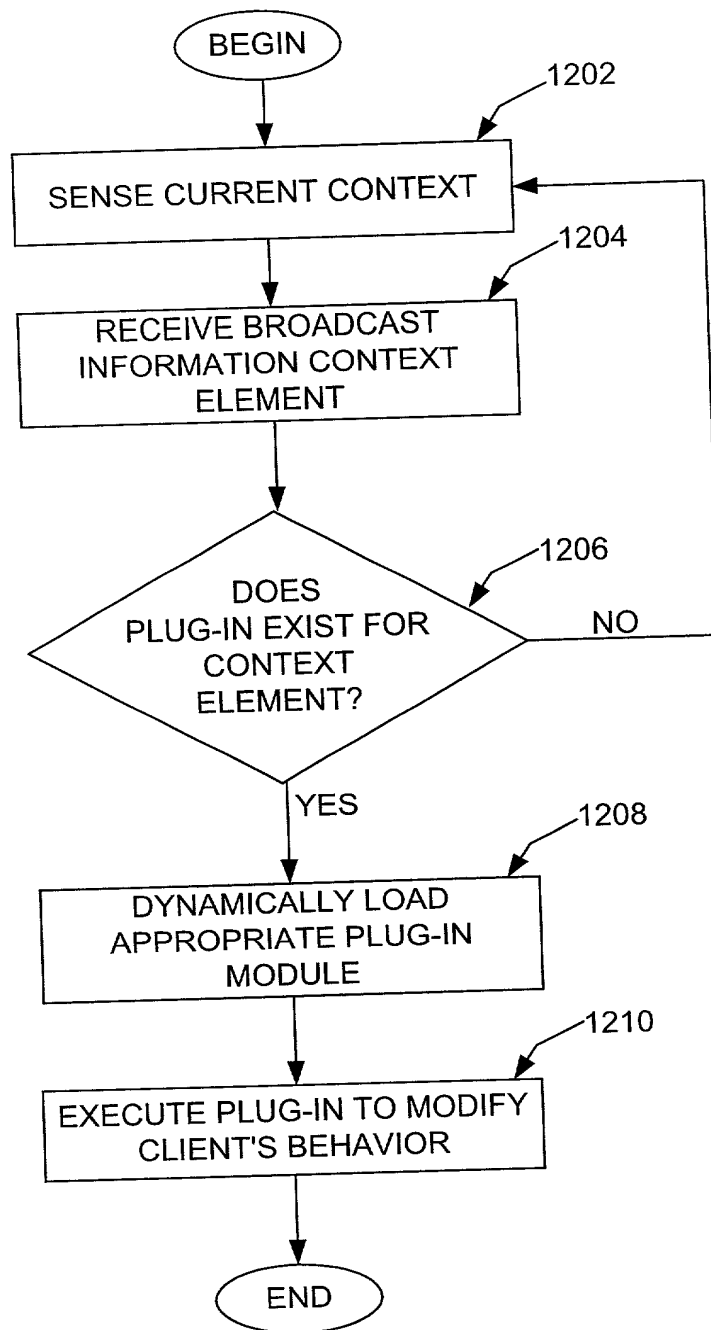 BEGIN
1202
SENSE CURRENT CONTEXT
1204
RECEIVE BROADCAST
INFORMATION CONTEXT
ELEMENT
1206
DOES
PLUG-IN EXIST FOR
CONTEXT
ELEMENT?
NO
YES
1208
DYNAMICALLY LOAD
APPROPRIATE PLUG-IN
MODULE
1210
EXECUTE PLUG-IN TO MODIFY
CLIENT'S BEHAVIOR
END